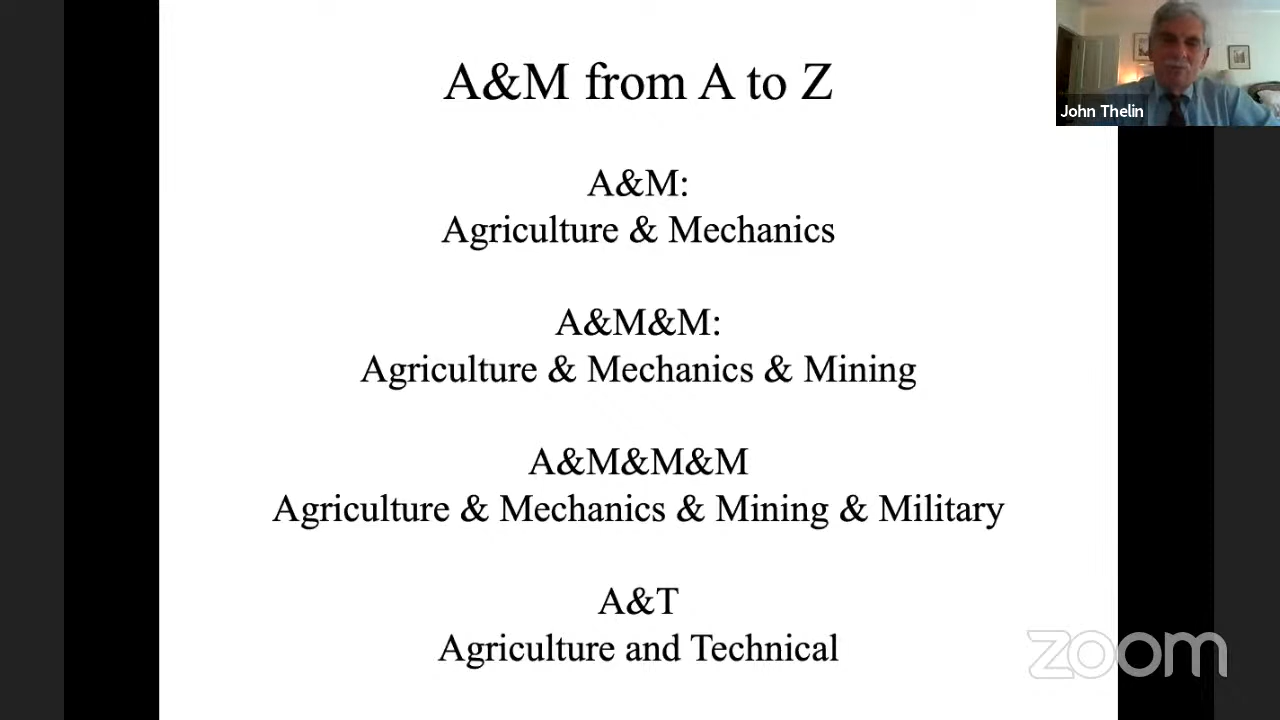 A&M from A to Z
John Thelin
A&M:
Agriculture & Mechanics
A&M&M:
Agriculture & Mechanics & Mining
A&M&M&M
Agriculture & Mechanics & Mining & Military
A&T
Agriculture and Technical
zoom